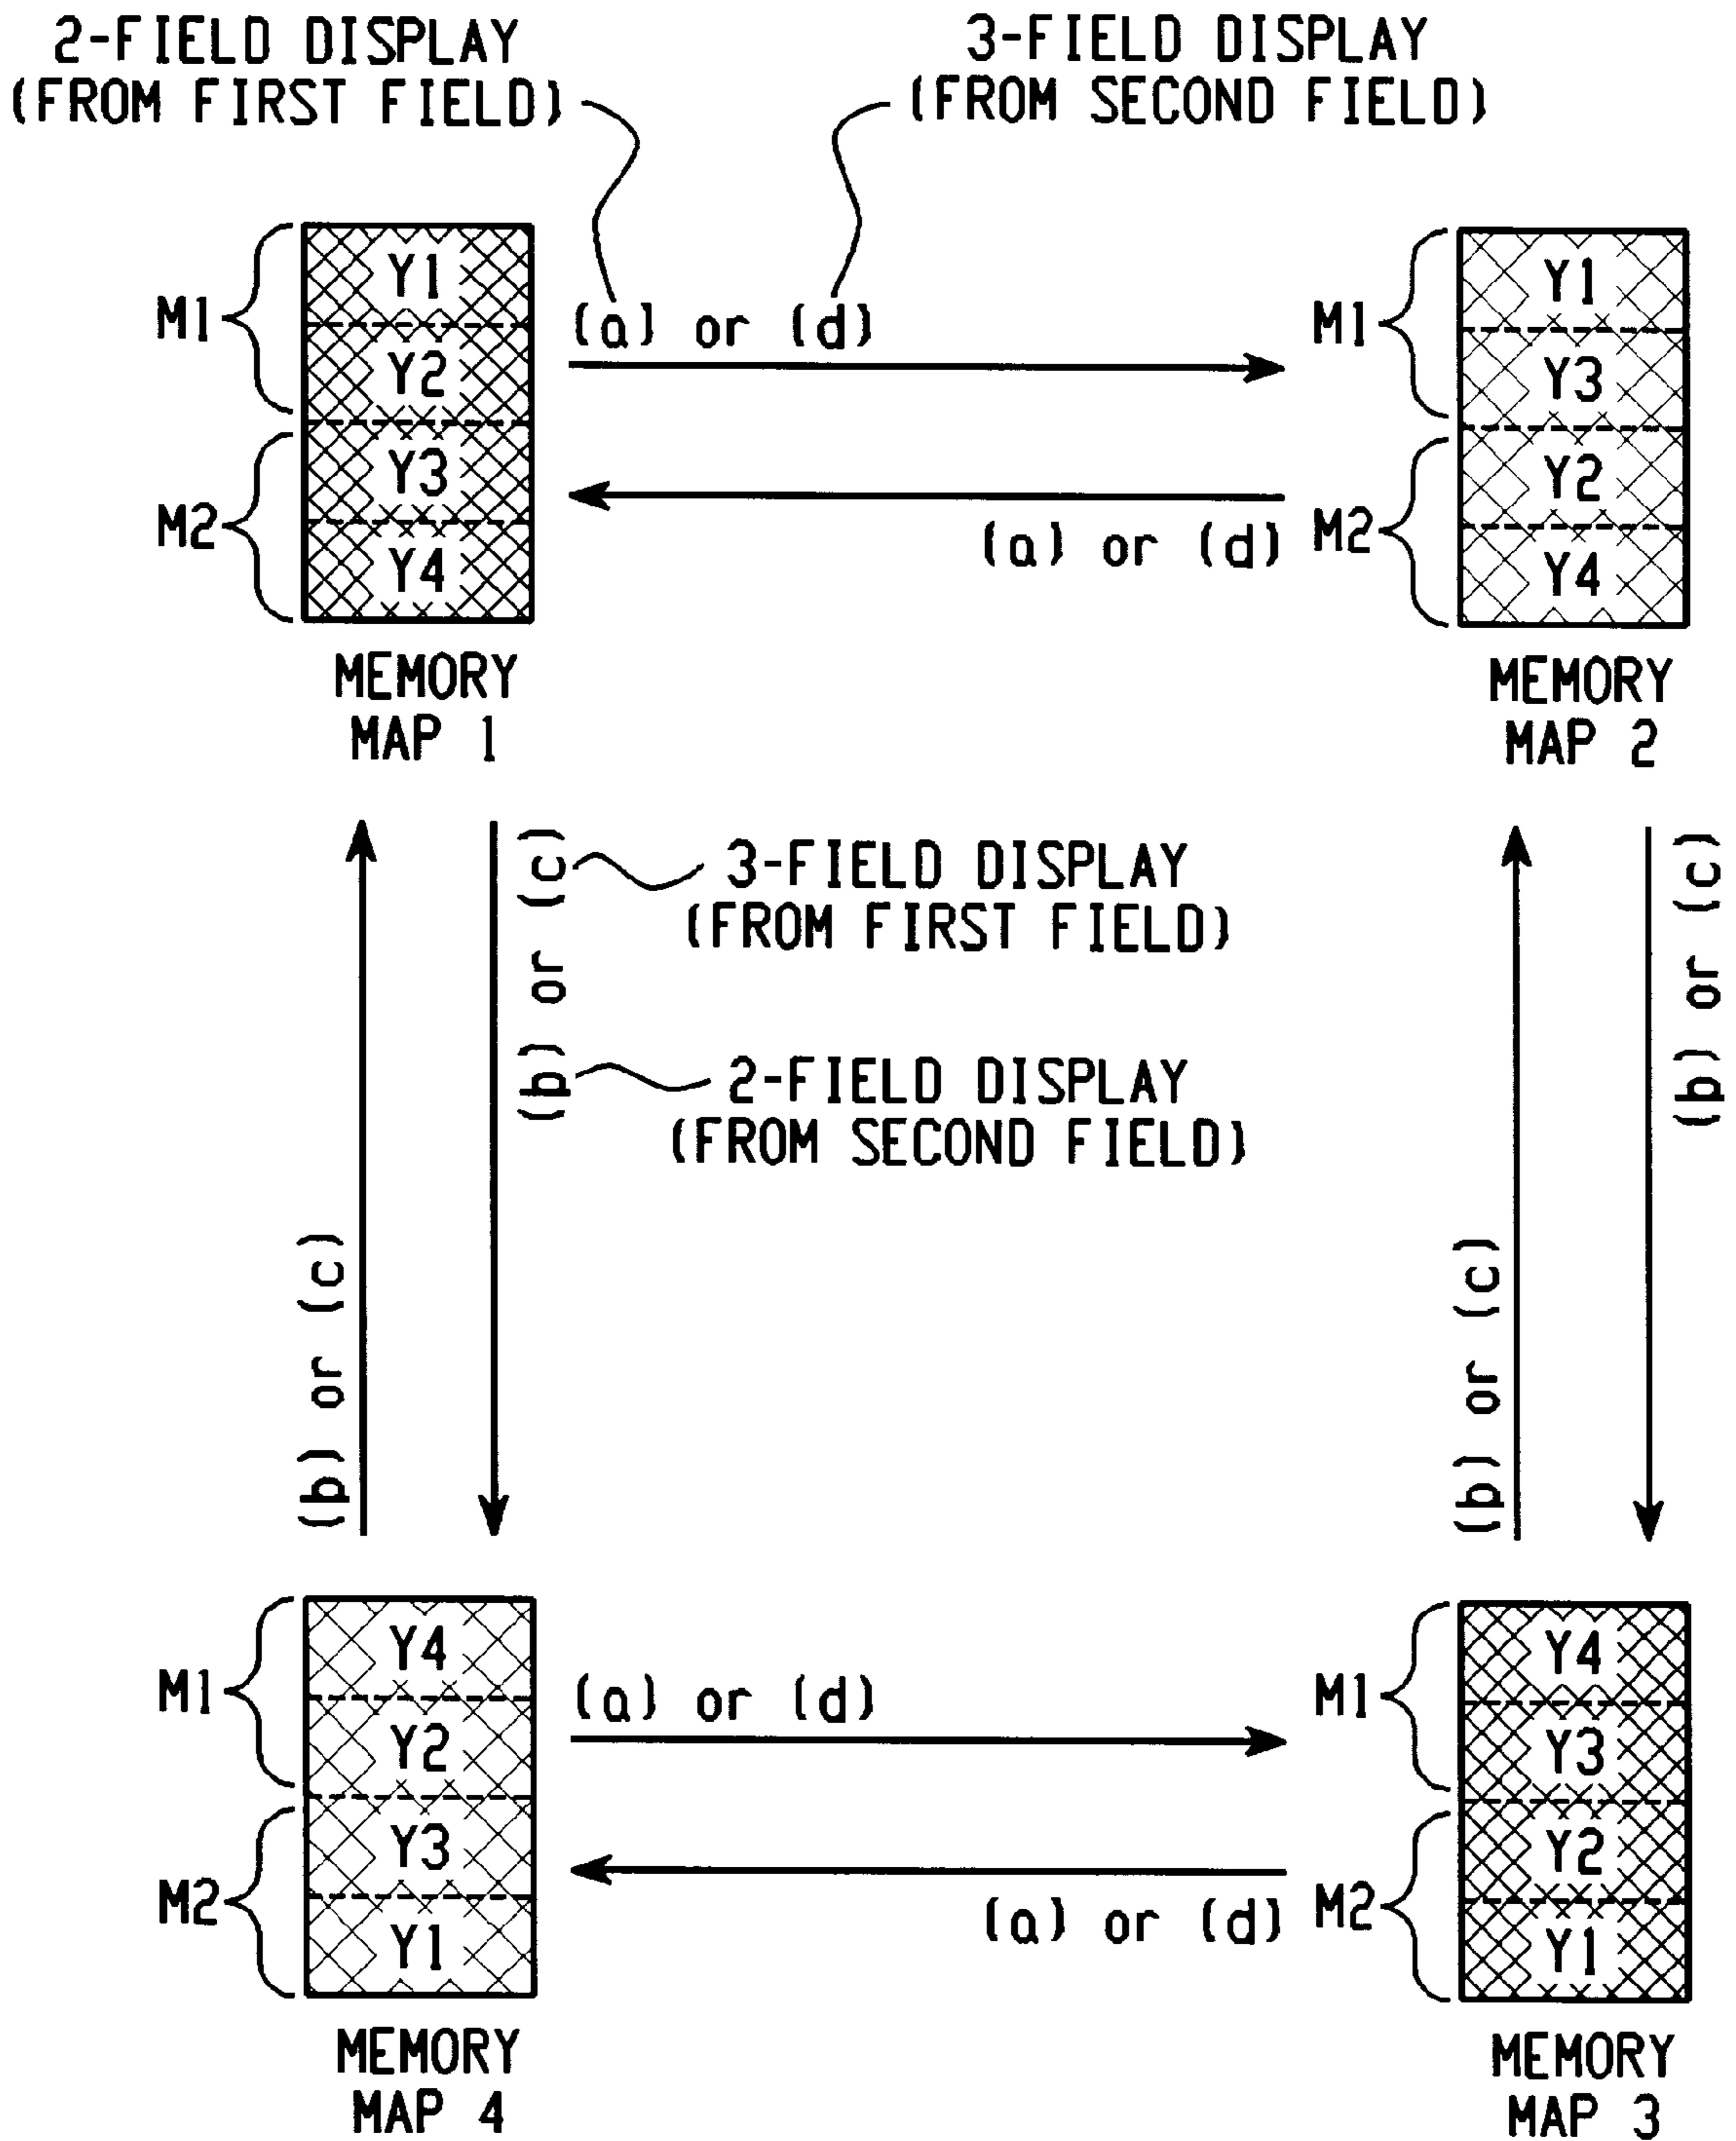 2-FIELD DISPLAY
(FROM FIRST FIELD)
3-FIELD DISPLAY
(FROM SECOND FIELD)
M1
M2
Y1
Y2
Y3
Y4
MEMORY
MAP 1
(a) or (d)
(a) or (d)
M1
M2
Y1
Y3
Y2
Y4
MEMORY
MAP 2
(b) or (c)
(b) or (c)
3-FIELD DISPLAY
(FROM FIRST FIELD)
2-FIELD DISPLAY
(FROM SECOND FIELD)
(b) or (c)
(b) or (c)
M1
M2
Y4
Y2
Y3
Y1
MEMORY
MAP 4
(a) or (d)
(a) or (d)
M1
M2
Y4
Y3
Y2
Y1
MEMORY
MAP 3